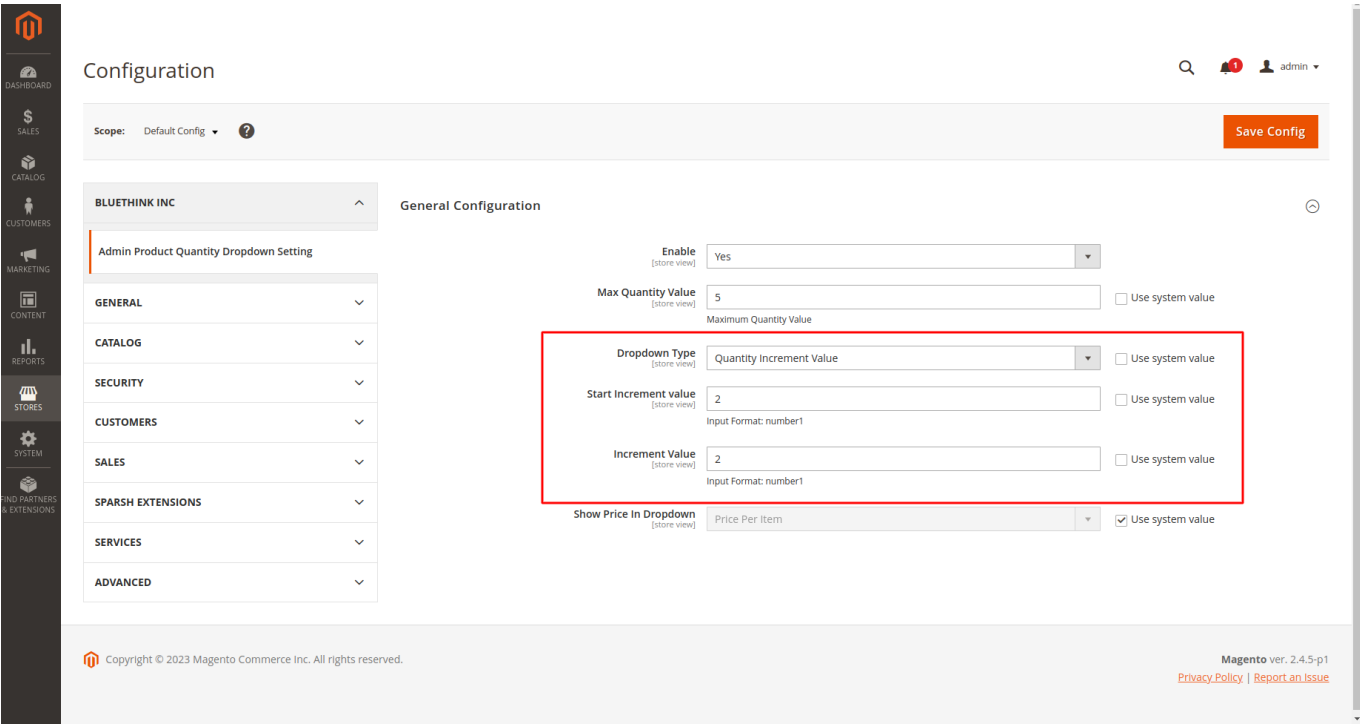 Configuration
1
admin
DASHBOARD
SALES
CATALOG
CUSTOMERS
MARKETING
CONTENT
REPORTS
STORES
SYSTEM
FIND PARTNERS
& EXTENSIONS
Scope: Default Config ?
Save Config
BLUETHINK INC
Admin Product Quantity Dropdown Setting
GENERAL
CATALOG
SECURITY
CUSTOMERS
SALES
SPARSH EXTENSIONS
SERVICES
ADVANCED
General Configuration
Enable Yes
[store view]
Max Quantity Value 5 Use system value
[store view]
Maximum Quantity Value
Dropdown Type Quantity Increment Value Use system value
[store view]
Start Increment value 2 Use system value
[store view]
Input Format: number1
Increment Value 2 Use system value
[store view]
Input Format: number1
Show Price In Dropdown Price Per Item Use system value
[store view]
Copyright © 2023 Magento Commerce Inc. All rights reserved.
Magento ver. 2.4.5-p1
Privacy Policy | Report an Issue